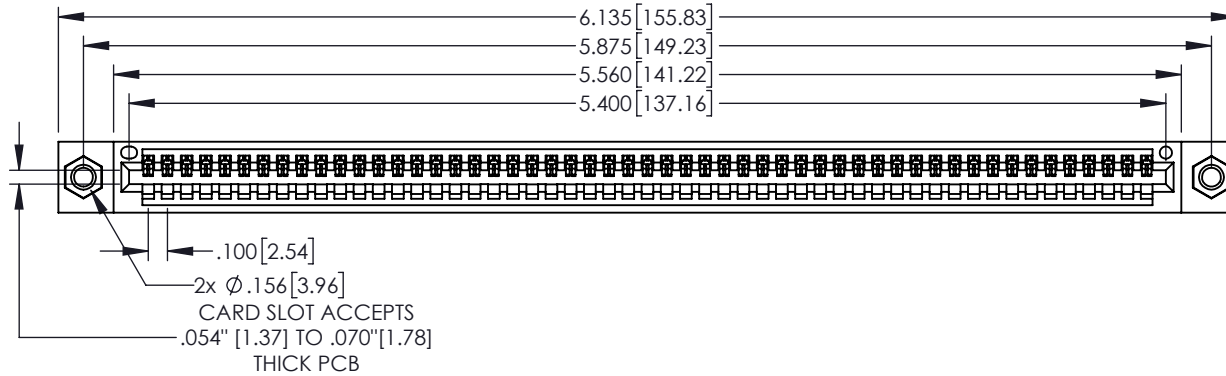 6.135[155.83]
5.875[149.23]
5.560[141.22]
5.400[137.16]
.100[2.54]
2x Ø.156[3.96]
CARD SLOT ACCEPTS
.054" [1.37] TO .070"[1.78]
THICK PCB